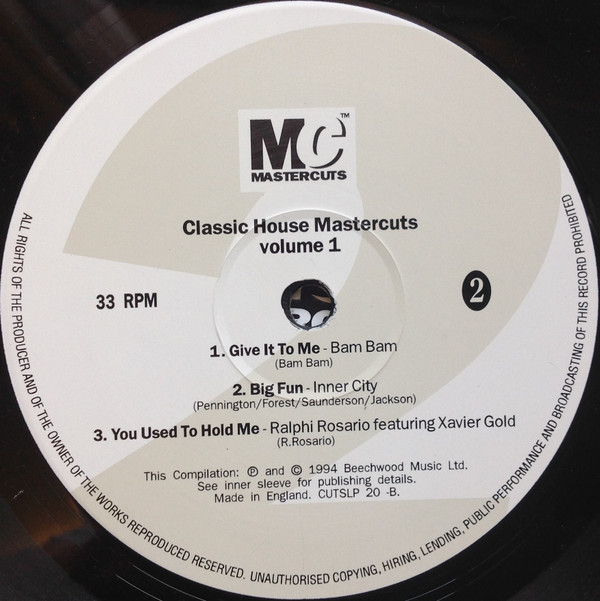 MC™
MASTERCUTS
Classic House Mastercuts
volume 1
33 RPM
2
1. Give It To Me - Bam Bam
(Bam Bam)
2. Big Fun - Inner City
(Pennington/Forest/Saunderson/Jackson)
3. You Used To Hold Me - Ralphi Rosario featuring Xavier Gold
(R.Rosario)
This Compilation: ℗ and © 1994 Beechwood Music Ltd.
See inner sleeve for publishing details.
Made in England. CUTSLP 20 -B.
ALL RIGHTS OF THE PRODUCER AND OF THE OWNER OF THE WORKS REPRODUCED RESERVED. UNAUTHORISED COPYING, HIRING, LENDING, PUBLIC PERFORMANCE AND BROADCASTING OF THIS RECORD PROHIBITED